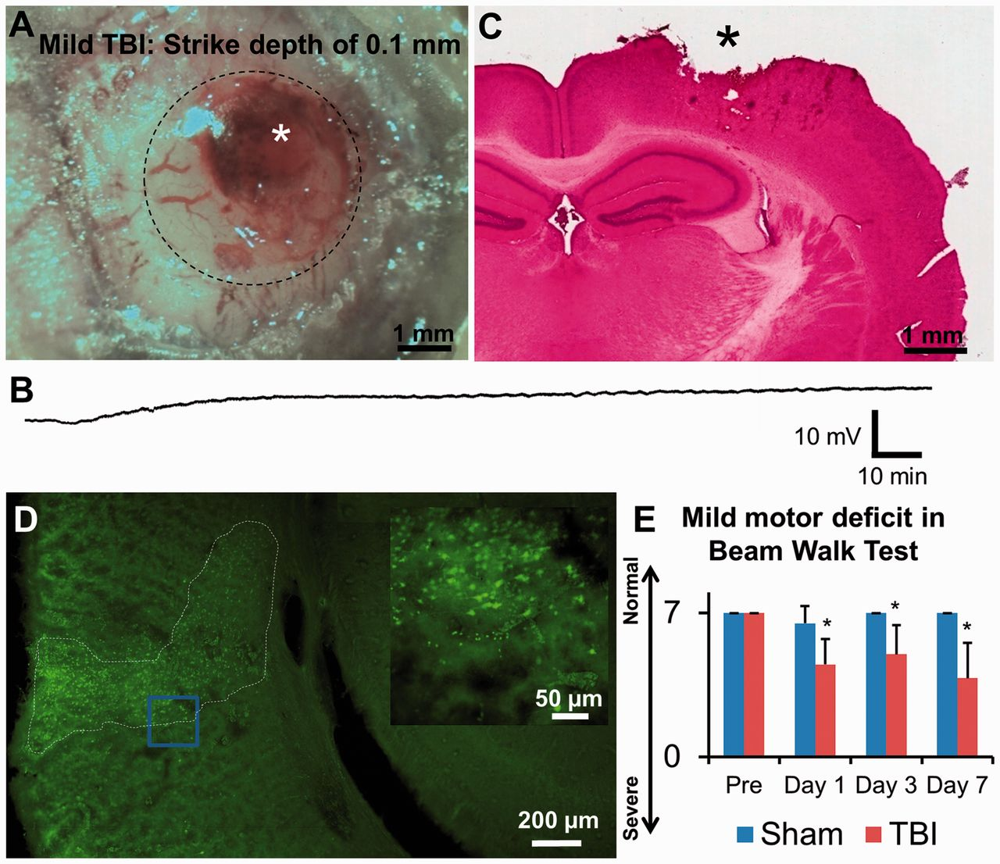 A
Mild TBI: Strike depth of 0.1 mm
*
1 mm
C
*
1 mm
B
10 mV
10 min
D
50 µm
200 µm
E
Mild motor deficit in
Beam Walk Test
Normal
Severe
7
0
*
*
*
Pre
Day 1
Day 3
Day 7
Sham
TBI